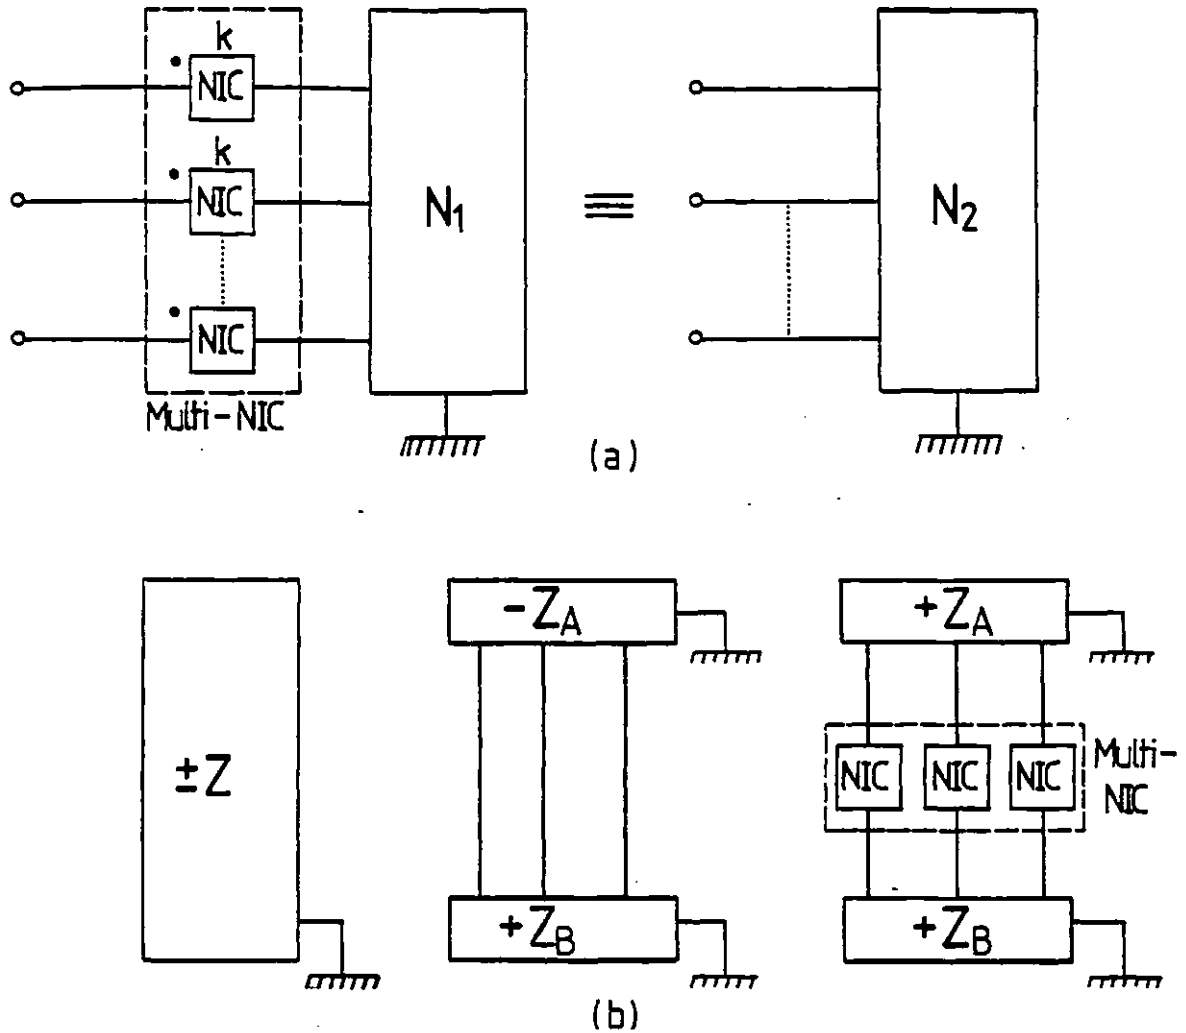 k
NIC
k
NIC
NIC
Multi-NIC
N1
≡
N2
(a)
±Z
-ZA
+ZB
+ZA
NIC NIC NIC
Multi-
NIC
+ZB
(b)